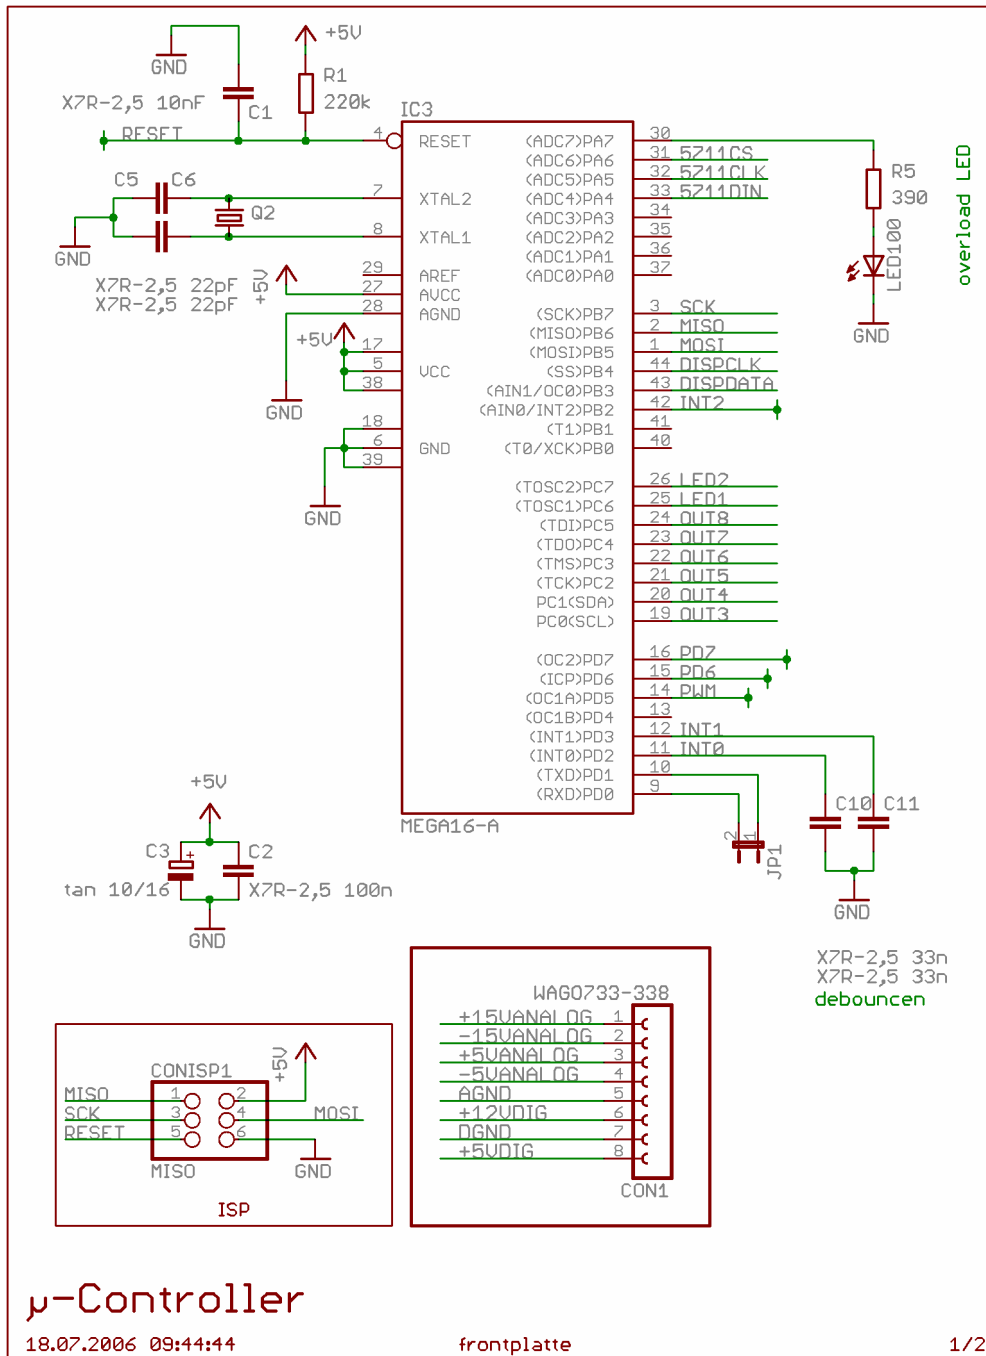 +5V
GND
R1
220k
X7R-2,5 10nF
C1
RESET
IC3
4
RESET
C5 C6
7
XTAL2
Q2
8
XTAL1
GND
X7R-2,5 22pF
X7R-2,5 22pF
+5V
29
AREF
27
AVCC
28
AGND
+5V
17
5
VCC
38
GND
18
6
GND
39
GND
(ADC7)PA7 30
(ADC6)PA6 31 5711CS
(ADC5)PA5 32 5711CLK
(ADC4)PA4 33 5711DIN
(ADC3)PA3 34
(ADC2)PA2 35
(ADC1)PA1 36
(ADC0)PA0 37
(SCK)PB7 3 SCK
(MISO)PB6 2 MISO
(MOSI)PB5 1 MOSI
(SS)PB4 44 DISPCLK
(AIN1/OC0)PB3 43 DISPDATA
(AIN0/INT2)PB2 42 INT2
(T1)PB1 41
(T0/XCK)PB0 40
(TOSC2)PC7 26 LED2
(TOSC1)PC6 25 LED1
(TDI)PC5 24 OUT8
(TDO)PC4 23 OUT7
(TMS)PC3 22 OUT6
(TCK)PC2 21 OUT5
PC1(SDA) 20 OUT4
PC0(SCL) 19 OUT3
(OC2)PD7 16 PD7
(ICP)PD6 15 PD6
(OC1A)PD5 14 PWM
(OC1B)PD4 13
(INT1)PD3 12 INT1
(INT0)PD2 11 INT0
(TXD)PD1 10
(RXD)PD0 9
MEGA16-A
R5
390
LED100
GND
overload LED
2 1
JP1
C10 C11
GND
X7R-2,5 33n
X7R-2,5 33n
debouncen
+5V
C3 + C2
tan 10/16 X7R-2,5 100n
GND
WAGO733-338
+15VANALOG 1
-15VANALOG 2
+5VANALOG 3
-5VANALOG 4
AGND 5
+12VDIG 6
DGND 7
+5VDIG 8
CON1
+5V
CONISP1
MISO 1 2
SCK 3 4 MOSI
RESET 5 6
MISO GND
ISP
µ-Controller
18.07.2006 09:44:44 frontplatte 1/2